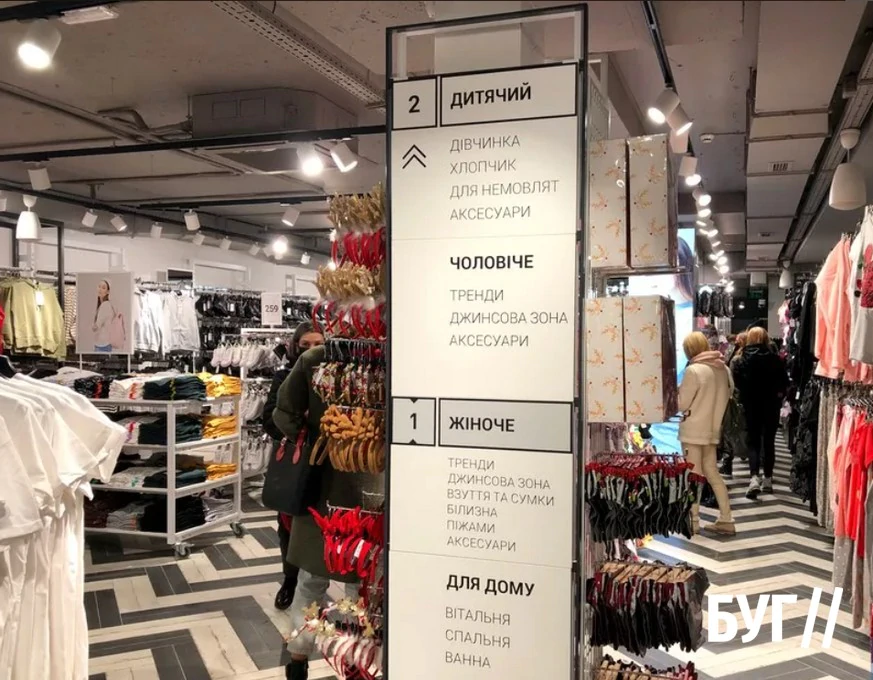 2 ДИТЯЧИЙ
ДІВЧИНКА
ХЛОПЧИК
ДЛЯ НЕМОВЛЯТ
АКСЕСУАРИ
ЧОЛОВІЧЕ
ТРЕНДИ
ДЖИНСОВА ЗОНА
АКСЕСУАРИ
1 ЖІНОЧЕ
ТРЕНДИ
ДЖИНСОВА ЗОНА
ВЗУТТЯ ТА СУМКИ
БІЛИЗНА
ПІЖАМИ
АКСЕСУАРИ
ДЛЯ ДОМУ
ВІТАЛЬНЯ
СПАЛЬНЯ
ВАННА
259
БУГ //